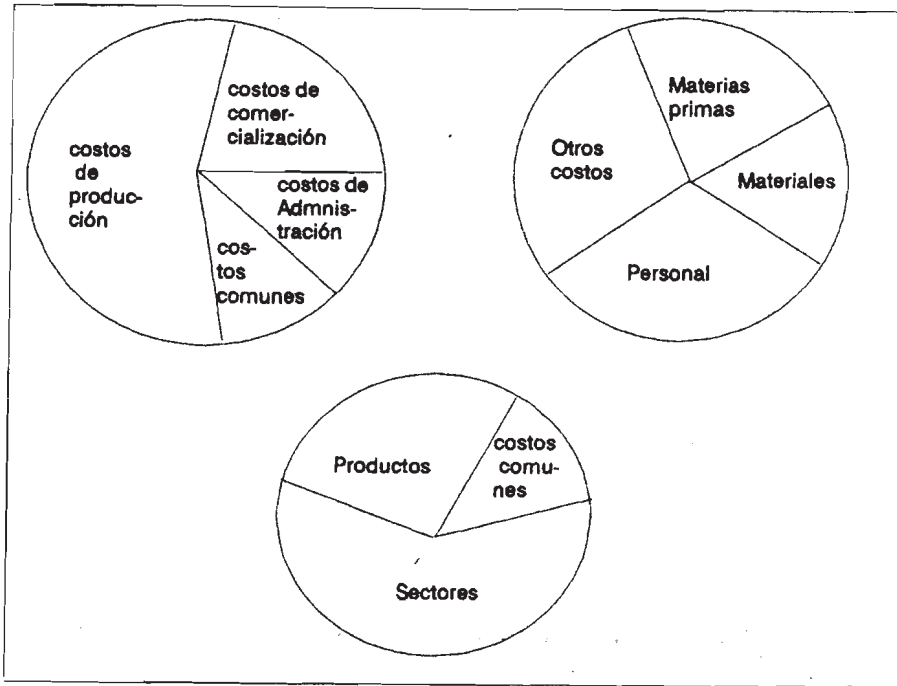 costos de
comer-
cialización
costos
de
produc-
ción
costos de
Admnis-
tración
cos-
tos
comunes
Materias
primas
Otros
costos
Materiales
Personal
Productos
costos
comu-
nes
Sectores